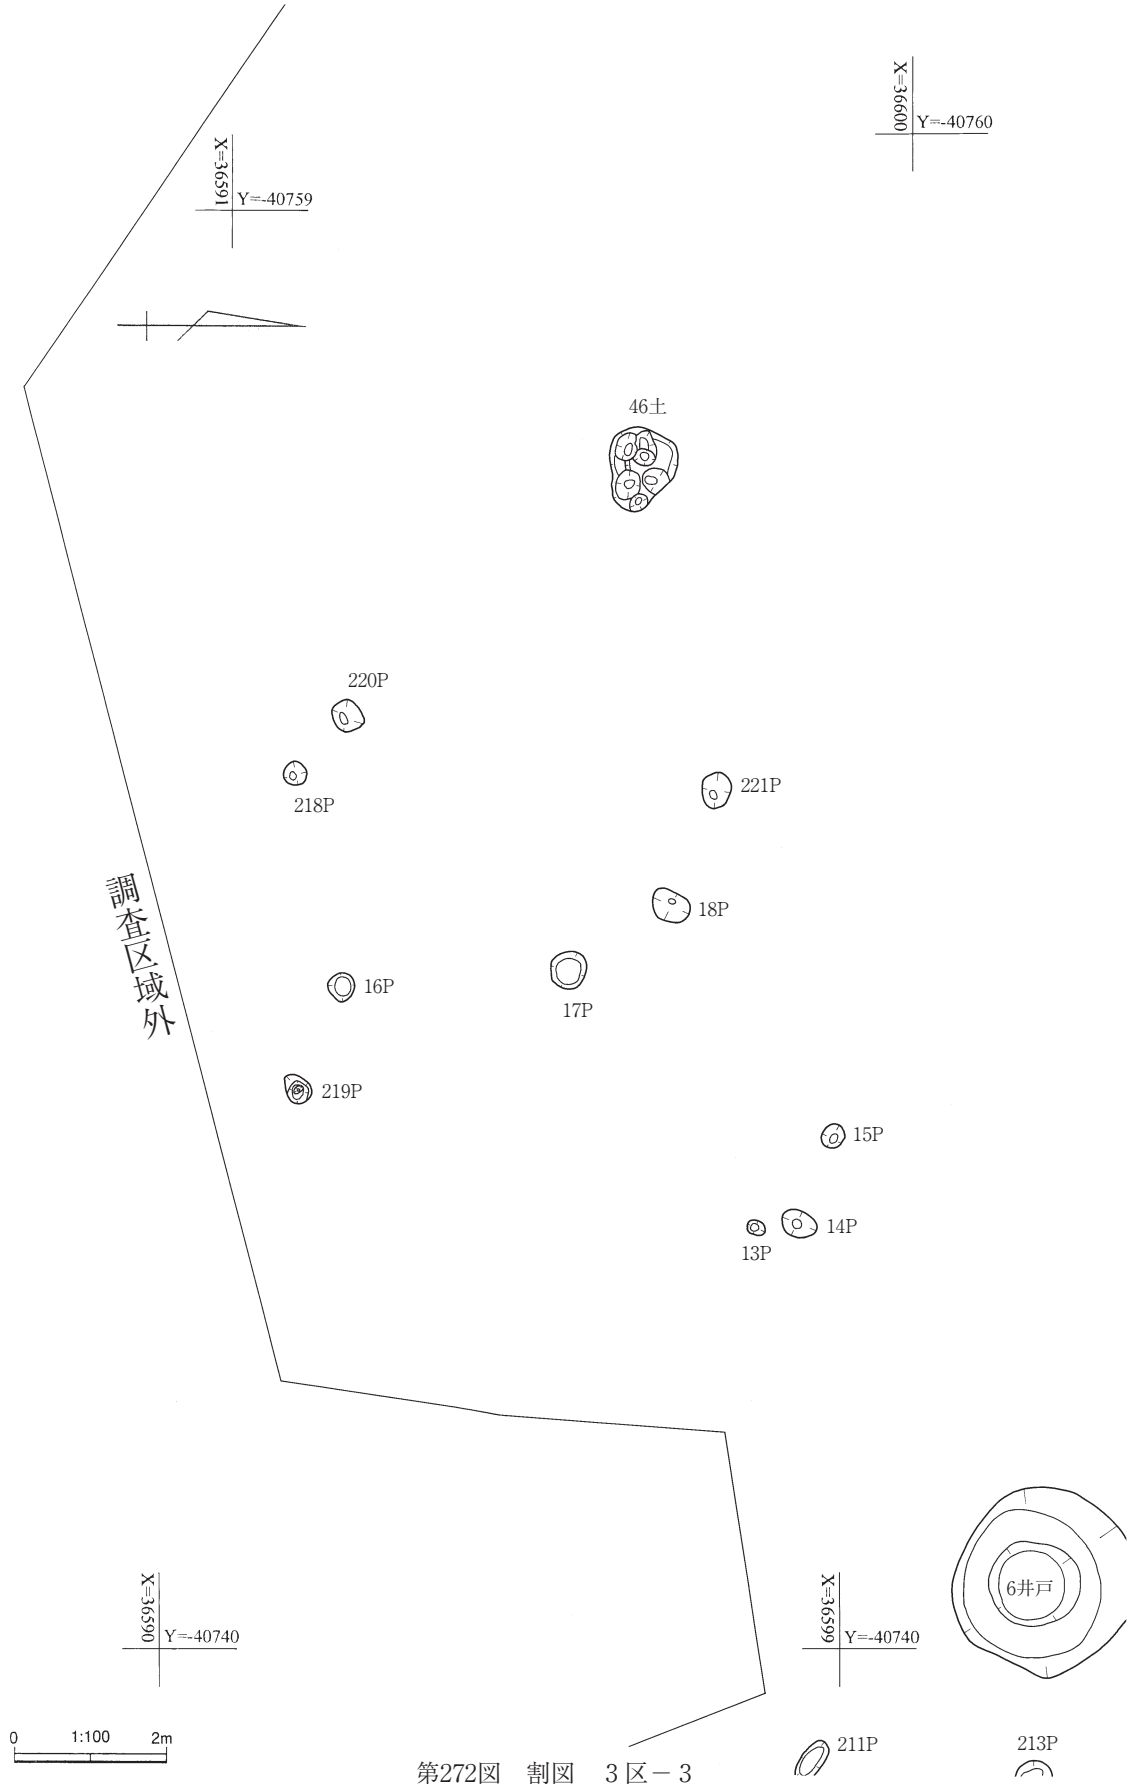 X=36600
Y=-40760
X=36591
Y=-40759
46土
220P
218P
221P
18P
調査区域外
16P
17P
219P
15P
14P
13P
6井戸
X=36590
Y=-40740
X=36599
Y=-40740
0 1:100 2m
211P
213P
第272図 割図 3区-3